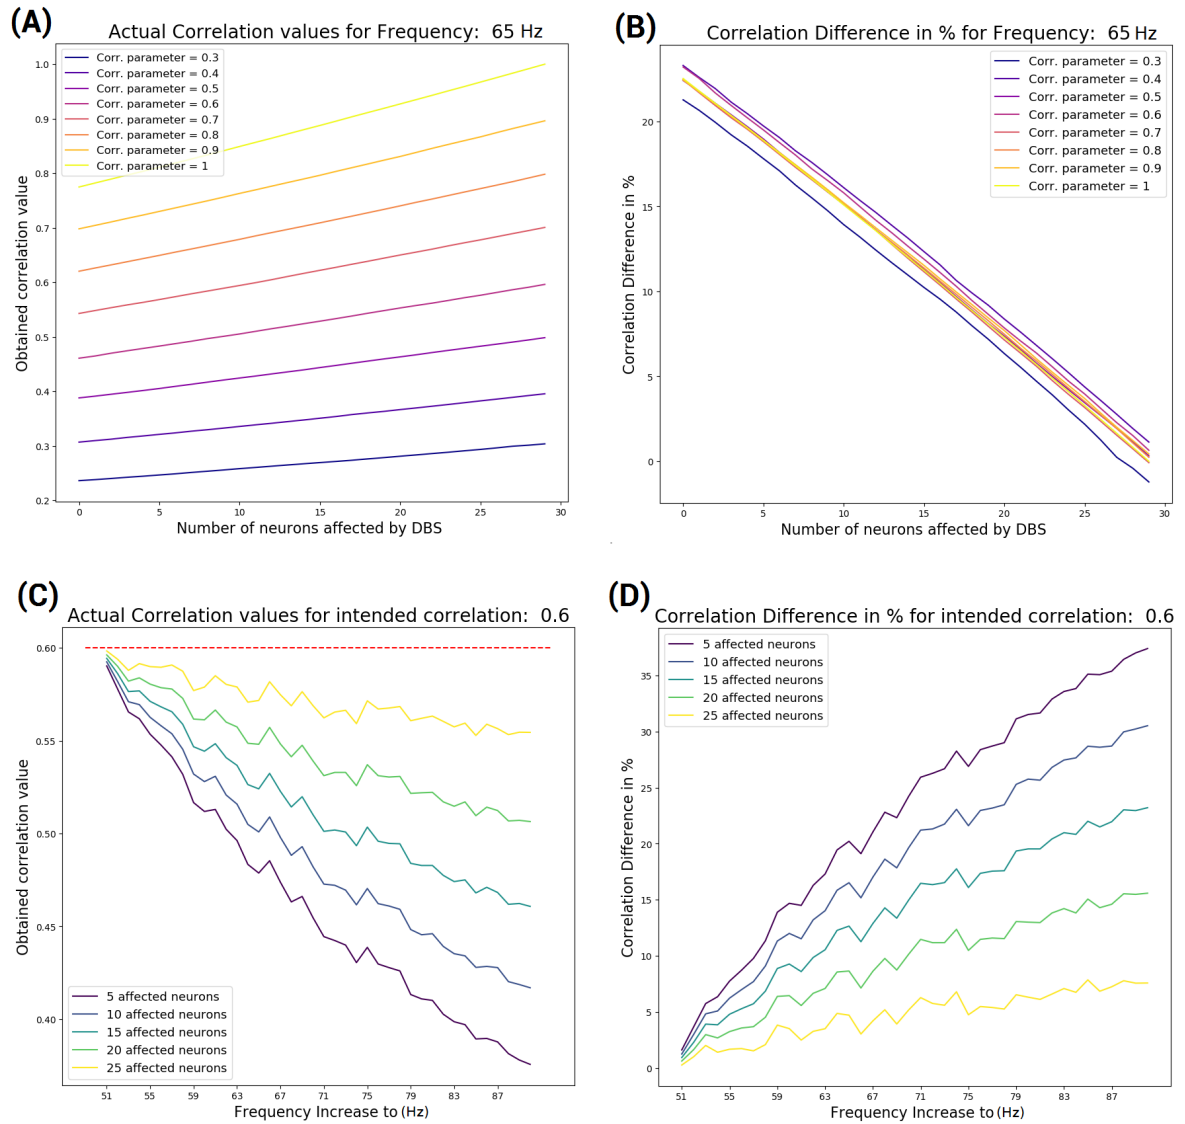 (A)
Actual Correlation values for Frequency: 65 Hz
Corr. parameter = 0.3
Corr. parameter = 0.4
Corr. parameter = 0.5
Corr. parameter = 0.6
Corr. parameter = 0.7
Corr. parameter = 0.8
Corr. parameter = 0.9
Corr. parameter = 1
Obtained correlation value
1.0
0.9
0.8
0.7
0.6
0.5
0.4
0.3
0.2
0 5 10 15 20 25 30
Number of neurons affected by DBS
(B)
Correlation Difference in % for Frequency: 65 Hz
Corr. parameter = 0.3
Corr. parameter = 0.4
Corr. parameter = 0.5
Corr. parameter = 0.6
Corr. parameter = 0.7
Corr. parameter = 0.8
Corr. parameter = 0.9
Corr. parameter = 1
Correlation Difference in %
20
15
10
5
0
0 5 10 15 20 25 30
Number of neurons affected by DBS
(C)
Actual Correlation values for intended correlation: 0.6
Obtained correlation value
0.60
0.55
0.50
0.45
0.40
5 affected neurons
10 affected neurons
15 affected neurons
20 affected neurons
25 affected neurons
51 55 59 63 67 71 75 79 83 87
Frequency Increase to (Hz)
(D)
Correlation Difference in % for intended correlation: 0.6
5 affected neurons
10 affected neurons
15 affected neurons
20 affected neurons
25 affected neurons
Correlation Difference in %
35
30
25
20
15
10
5
0
51 55 59 63 67 71 75 79 83 87
Frequency Increase to (Hz)